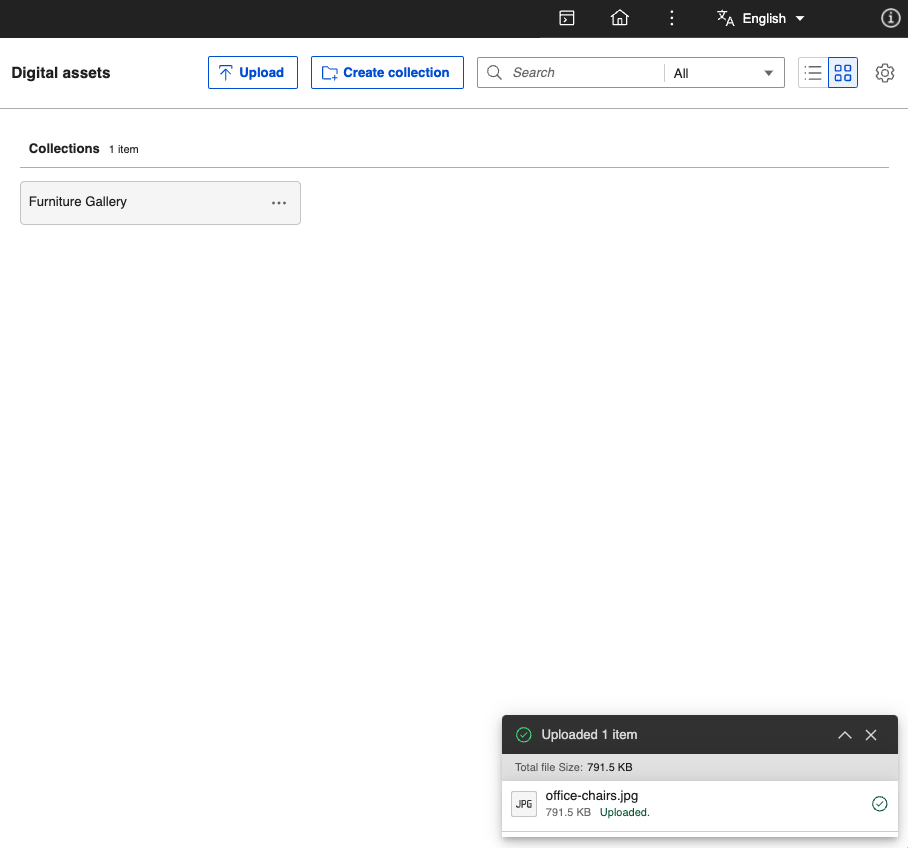 English
Digital assets
Upload
Create collection
Search
All
Collections 1 item
Furniture Gallery
Uploaded 1 item
Total file Size: 791.5 KB
JPG
office-chairs.jpg
791.5 KB Uploaded.